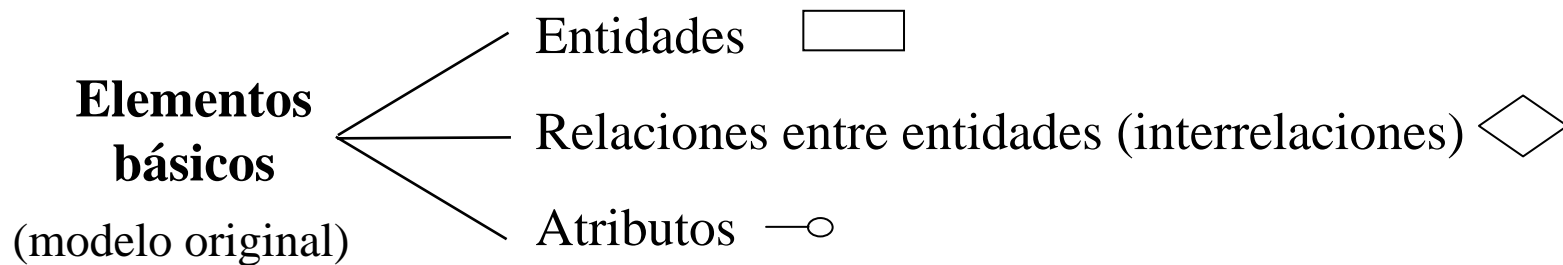 Elementos
básicos
(modelo original)
Entidades
Relaciones entre entidades (interrelaciones)
Atributos